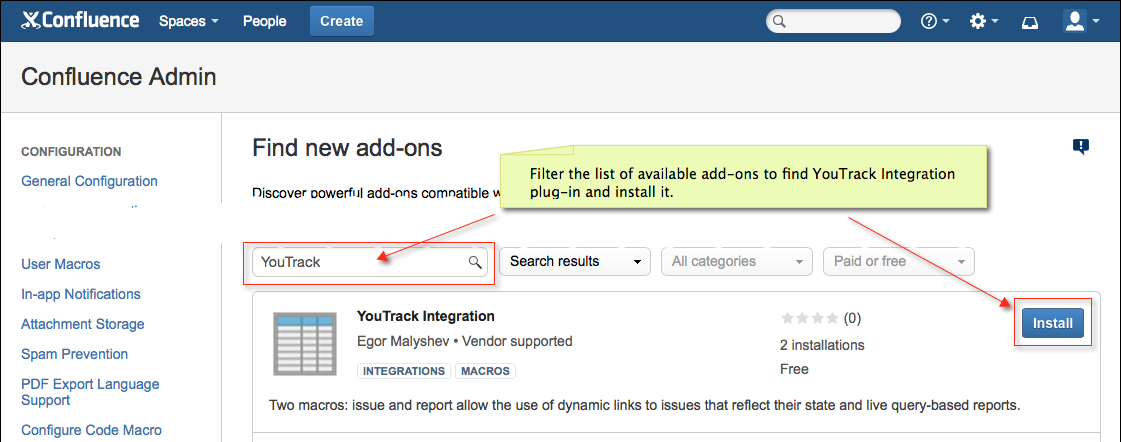 Confluence
Spaces
People
Create
Confluence Admin
CONFIGURATION
General Configuration
User Macros
In-app Notifications
Attachment Storage
Spam Prevention
PDF Export Language
Support
Configure Code Macro
Find new add-ons
Discover powerful add-ons compatible
Filter the list of available add-ons to find YouTrack Integration
plug-in and install it.
YouTrack
Search results
All categories
Paid or free
YouTrack Integration
Egor Malyshev • Vendor supported
INTEGRATIONS
MACROS
(0)
2 installations
Free
Install
Two macros: issue and report allow the use of dynamic links to issues that reflect their state and live query-based reports.